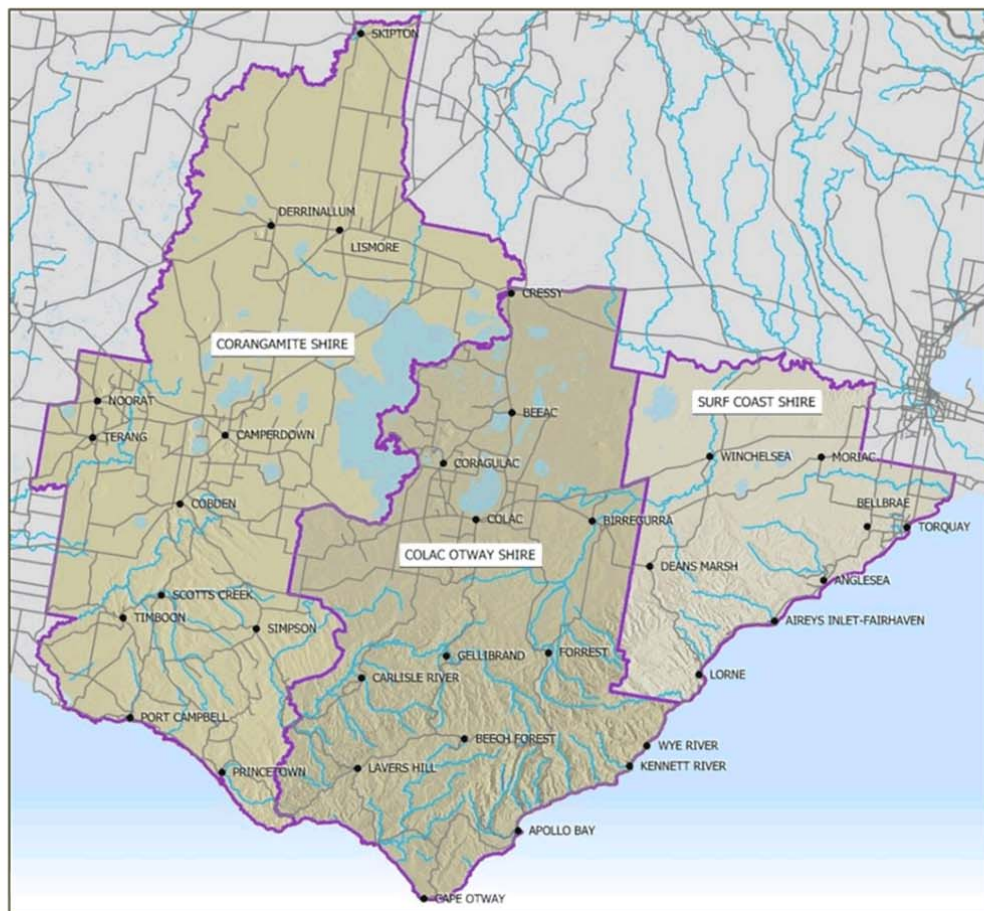 SKIPTON
DERRINALLUM
LISMORE
CRESSY
CORANGAMITE SHIRE
NOORAT
SURF COAST SHIRE
BEEAC
TERANG
CAMPERDOWN
CORAGULAC
WINCHELSEA
MORIAC
COBDEN
BELLBRAE
COLAC
BIRREGURRA
TORQUAY
COLAC OTWAY SHIRE
DEANS MARSH
ANGLESEA
SCOTTS CREEK
TIMBOON
AIREYS INLET-FAIRHAVEN
SIMPSON
GELLIBRAND
FORREST
CARLISLE RIVER
LORNE
PORT CAMPBELL
BEECH FOREST
WYE RIVER
PRINCETOWN
LAVERS HILL
KENNETT RIVER
APOLLO BAY
CAPE OTWAY